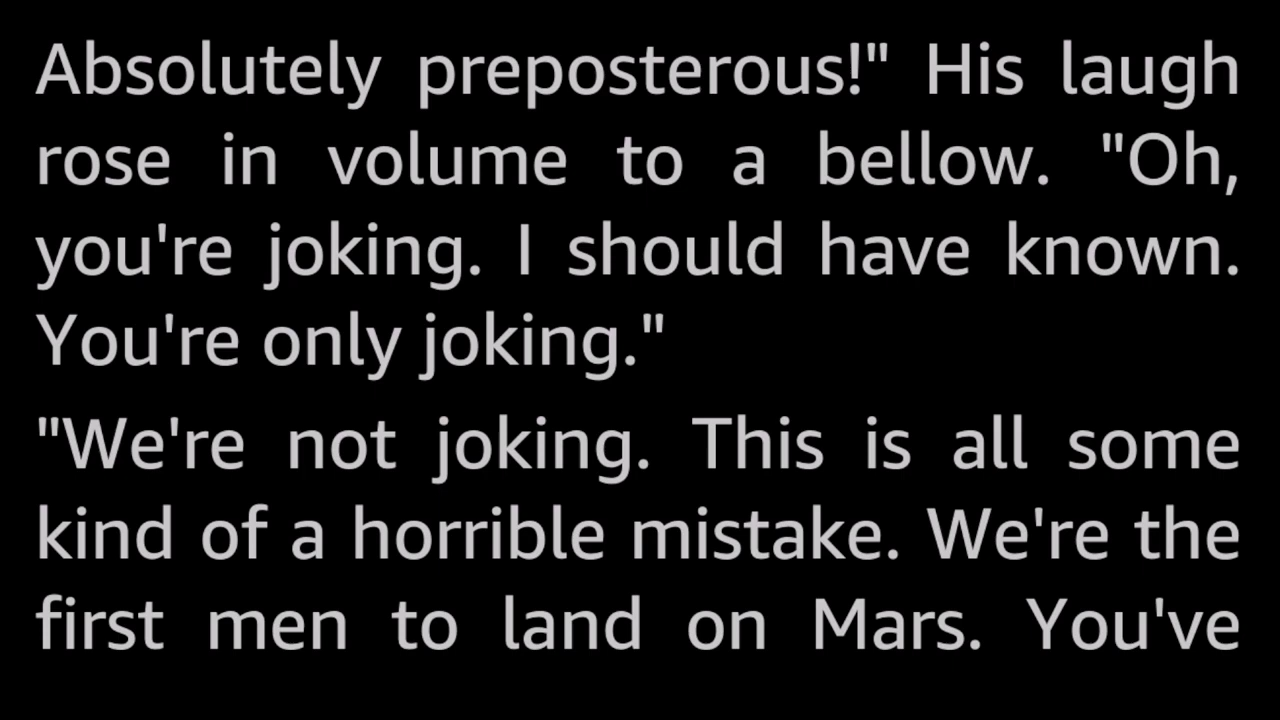 Absolutely preposterous!" His laugh
rose in volume to a bellow. "Oh,
you're joking. I should have known.
You're only joking."
"We're not joking. This is all some
kind of a horrible mistake. We're the
first men to land on Mars. You've